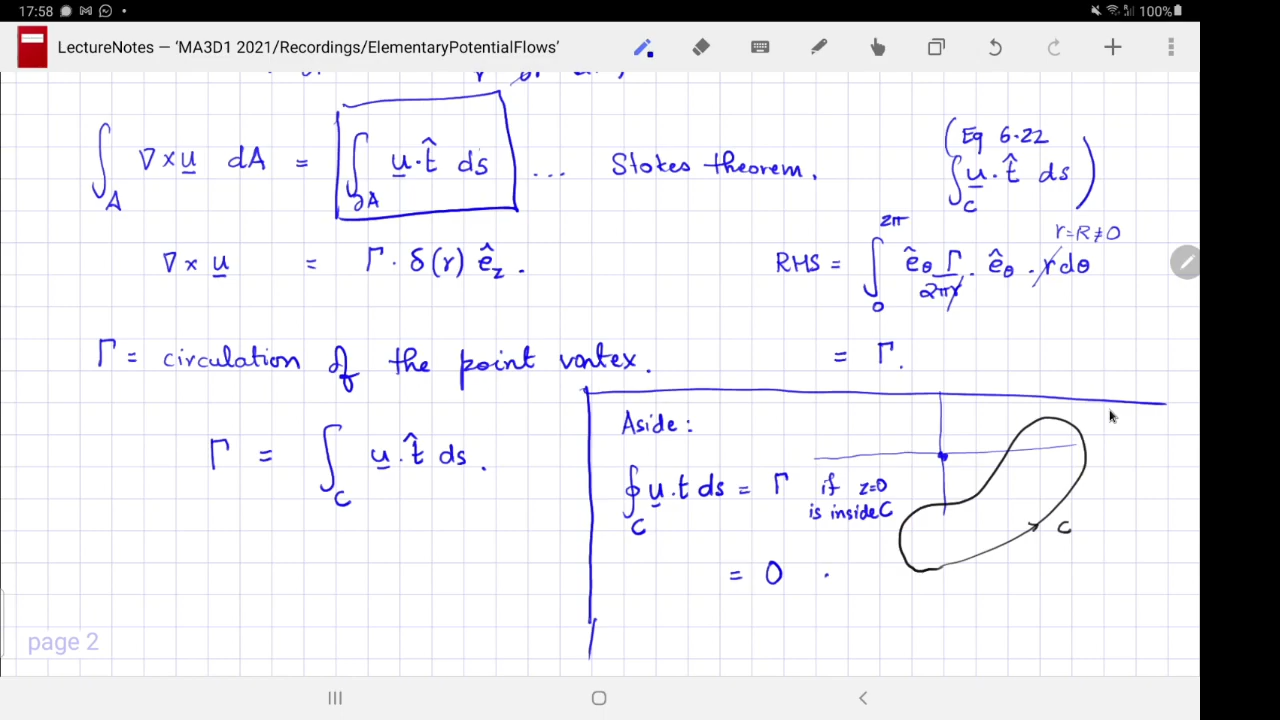 17:58
100%
LectureNotes — ‘MA3D1 2021/Recordings/ElementaryPotentialFlows’
∫_A ∇ × u dA = ∫_∂A u · t̂ ds ... Stokes theorem.
(Eq 6.22
∫_C u · t̂ ds)
∇ × u = Γ · δ(r) ê_z .
RHS = ∫_0^2π ê_θ Γ/2πr · ê_θ · r dθ
r=R≠0
Γ = circulation of the point vortex.
= Γ.
Γ = ∫_C u · t̂ ds .
Aside:
∮_C u · t ds = Γ if z=0
is inside C
C
= 0 .
page 2